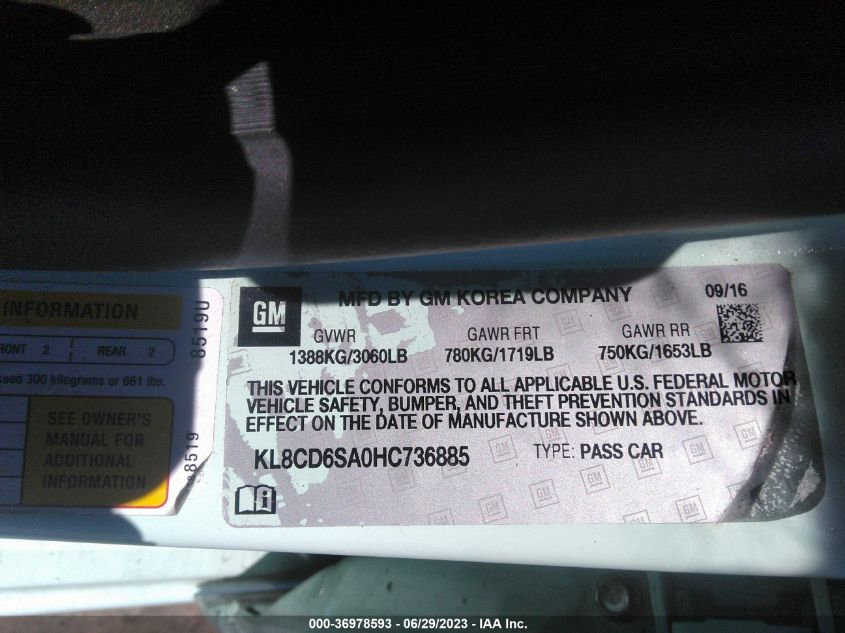 INFORMATION
RONT 2 REAR 2
ceed 300 kilograms or 661 lbs.
SEE OWNER'S
MANUAL FOR
ADDITIONAL
INFORMATION
8519U
8519
GM
MFD BY GM KOREA COMPANY
09/16
GVWR GAWR FRT GAWR RR
1388KG/3060LB 780KG/1719LB 750KG/1653LB
THIS VEHICLE CONFORMS TO ALL APPLICABLE U.S. FEDERAL MOTOR
VEHICLE SAFETY, BUMPER, AND THEFT PREVENTION STANDARDS IN
EFFECT ON THE DATE OF MANUFACTURE SHOWN ABOVE.
KL8CD6SA0HC736885 TYPE: PASS CAR
000-36978593 / 06/29/2023 - IAA Inc.